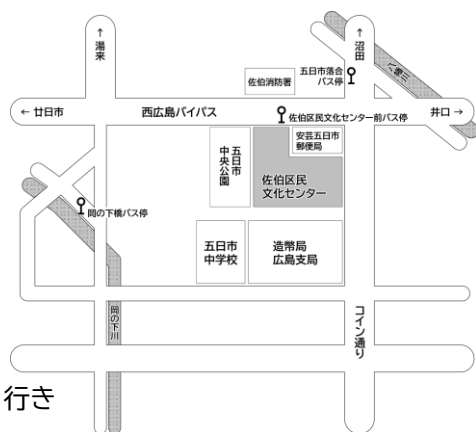 ↑
湯来
↑
沼田
八幡川
五日市落合
バス停
佐伯消防署
← 廿日市
西広島バイパス
佐伯区民文化センター前バス停
井口 →
安芸五日市
郵便局
五日市
中央公園
佐伯区民
文化センター
岡の下橋バス停
五日市
中学校
造幣局
広島支局
岡の下川
コイン通り
行き